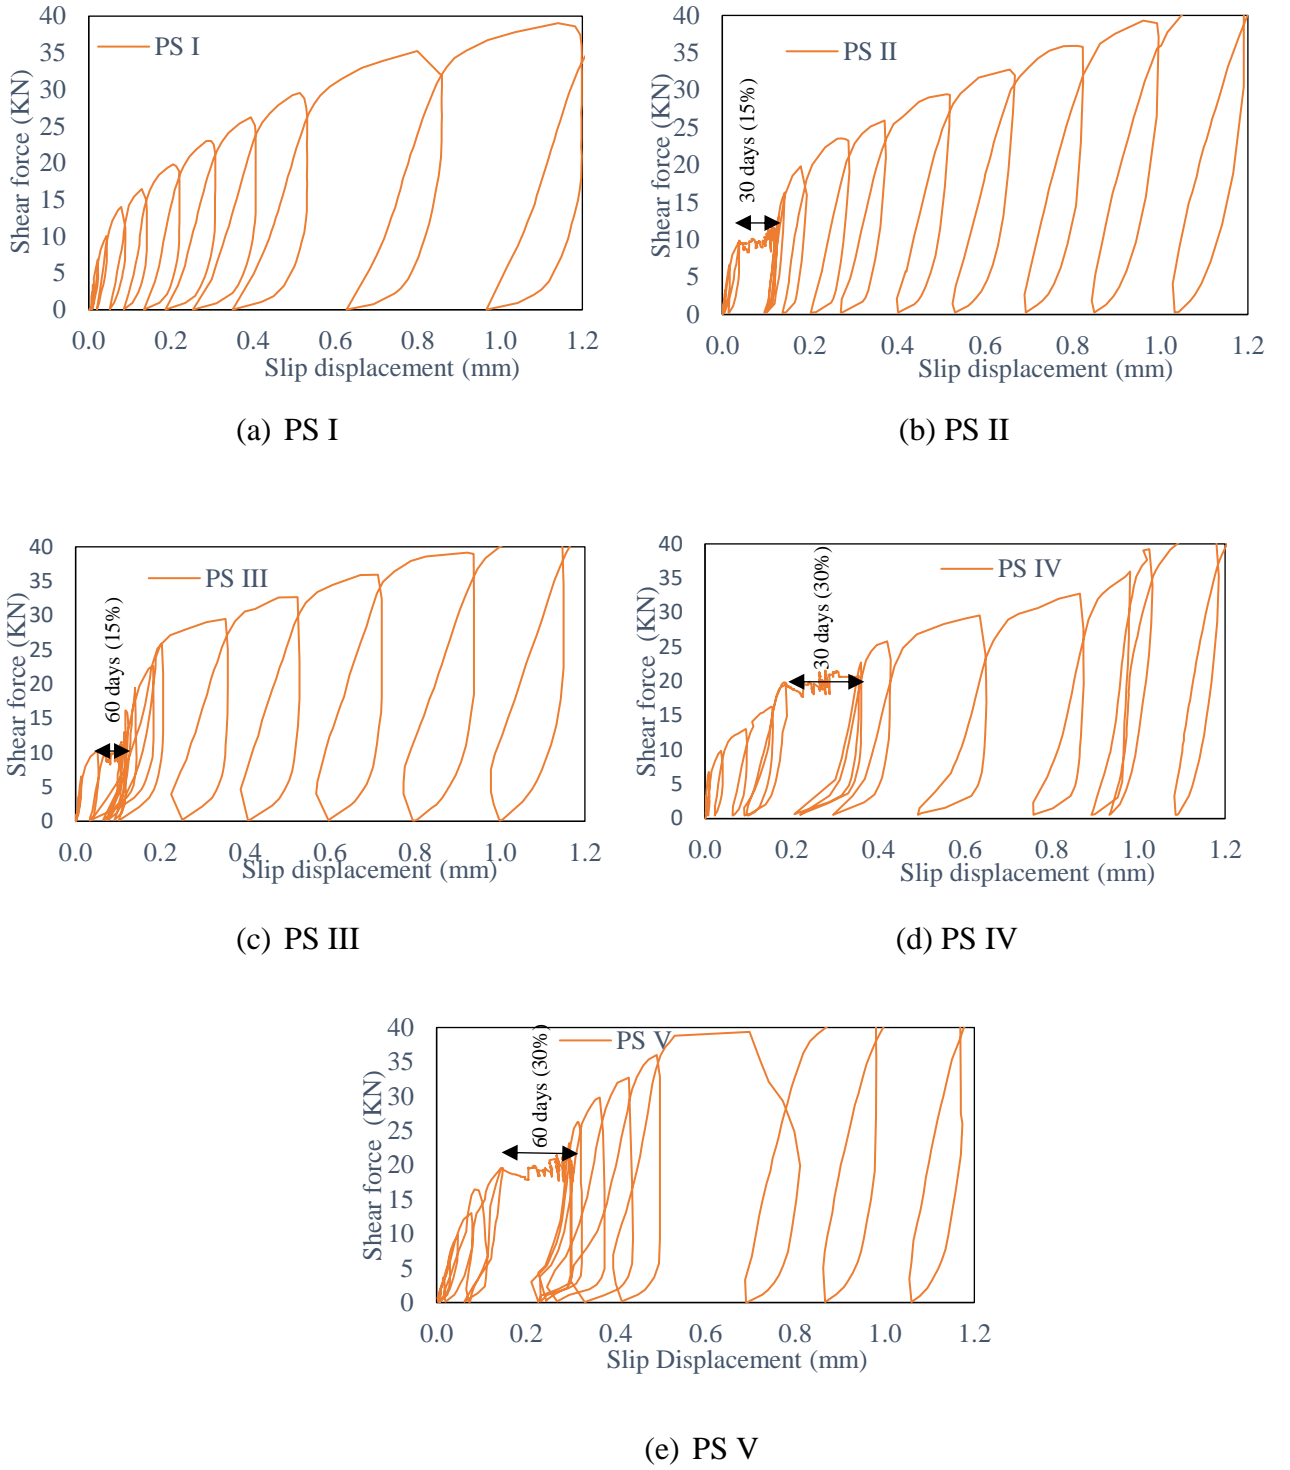 PS I
Shear force (KN)
40
35
30
25
20
15
10
5
0
0.0 0.2 0.4 0.6 0.8 1.0 1.2
Slip displacement (mm)
(a) PS I
PS II
30 days (15%)
Shear force (KN)
40
35
30
25
20
15
10
5
0
0.0 0.2 0.4 0.6 0.8 1.0 1.2
Slip displacement (mm)
(b) PS II
PS III
60 days (15%)
Shear force (KN)
40
35
30
25
20
15
10
5
0
0.0 0.2 0.4 0.6 0.8 1.0 1.2
Slip displacement (mm)
(c) PS III
PS IV
30 days (30%)
Shear force (KN)
40
35
30
25
20
15
10
5
0
0.0 0.2 0.4 0.6 0.8 1.0 1.2
Slip displacement (mm)
(d) PS IV
PS V
60 days (30%)
Shear force (KN)
40
35
30
25
20
15
10
5
0
0.0 0.2 0.4 0.6 0.8 1.0 1.2
Slip Displacement (mm)
(e) PS V